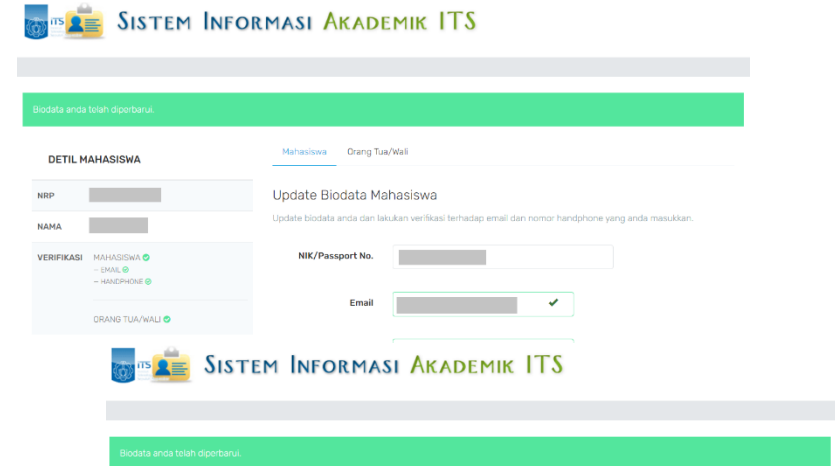 iTS SISTEM INFORMASI AKADEMIK ITS
Biodata anda telah diperbarui.
DETIL MAHASISWA
NRP
NAMA
VERIFIKASI MAHASISWA
– EMAIL
– HANDPHONE
ORANG TUA/WALI
Mahasiswa Orang Tua/Wali
Update Biodata Mahasiswa
Update biodata anda dan lakukan verifikasi terhadap email dan nomor handphone yang anda masukkan.
NIK/Passport No.
Email
iTS SISTEM INFORMASI AKADEMIK ITS
Biodata anda telah diperbarui.